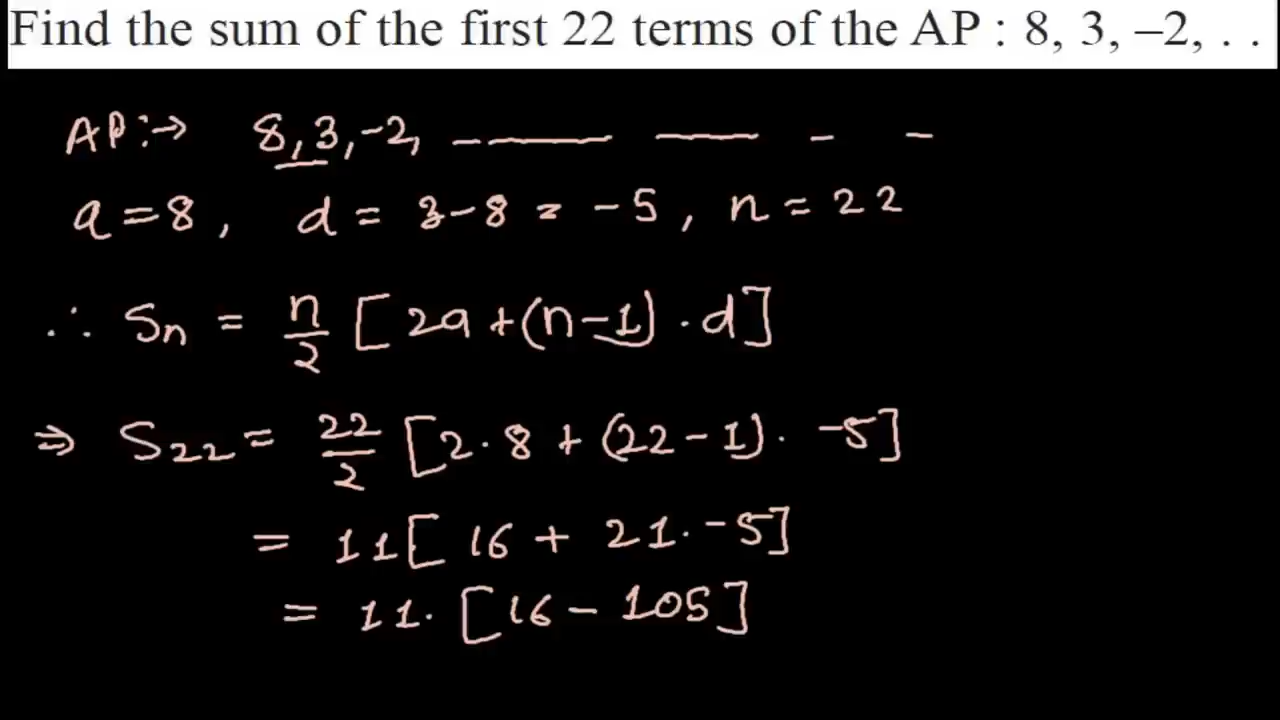 Find the sum of the first 22 terms of the AP : 8, 3, –2, . .
AP :→ 8, 3, -2, — — - -
a = 8 , d = 3 - 8 = - 5 , n = 22
∴ Sn = n/2 [ 2a + (n - 1) . d ]
⇒ S22 = 22/2 [ 2 . 8 + (22 - 1) . -5 ]
= 11 [ 16 + 21 . -5 ]
= 11 . [ 16 - 105 ]